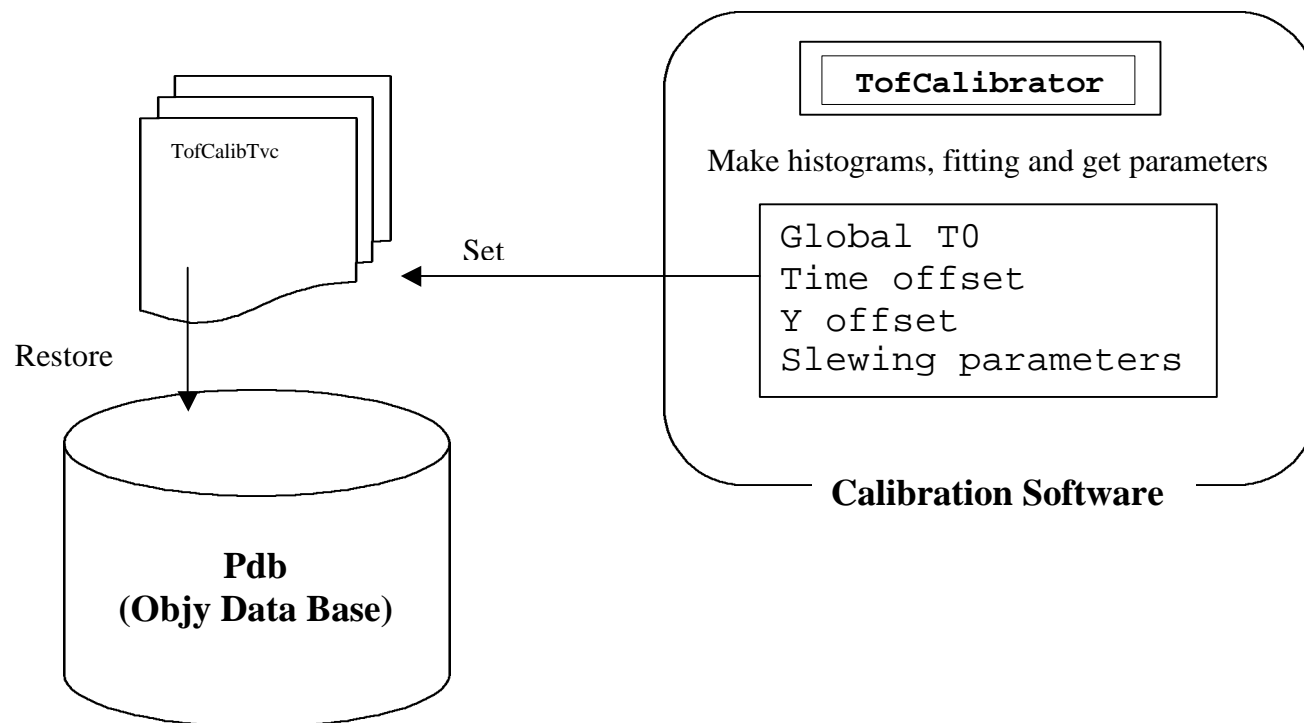 TofCalibrator
TofCalibTvc
Make histograms, fitting and get parameters
Set
Global T0
Time offset
Y offset
Slewing parameters
Restore
Calibration Software
Pdb
(Objy Data Base)